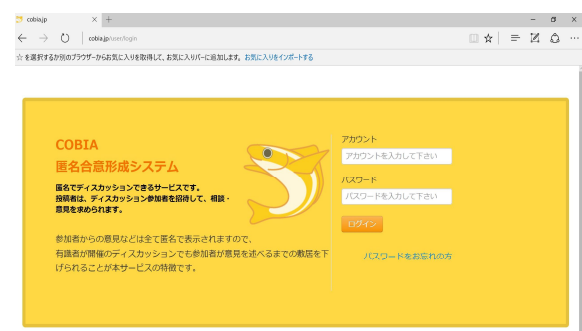 cobia.jp
cobia.jp/user/login
☆ を選択するか別のブラウザーからお気に入りを取得して、お気に入りバーに追加します。 お気に入りをインポートする
COBIA
匿名合意形成システム
匿名でディスカッションできるサービスです。
投稿者は、ディスカッション参加者を招待して、相談・
意見を求められます。
参加者からの意見などは全て匿名で表示されますので、
有識者が開催のディスカッションでも参加者が意見を述べるまでの敷居を下
げられることが本サービスの特徴です。
アカウント
アカウントを入力して下さい
パスワード
パスワードを入力して下さい
ログイン
パスワードをお忘れの方